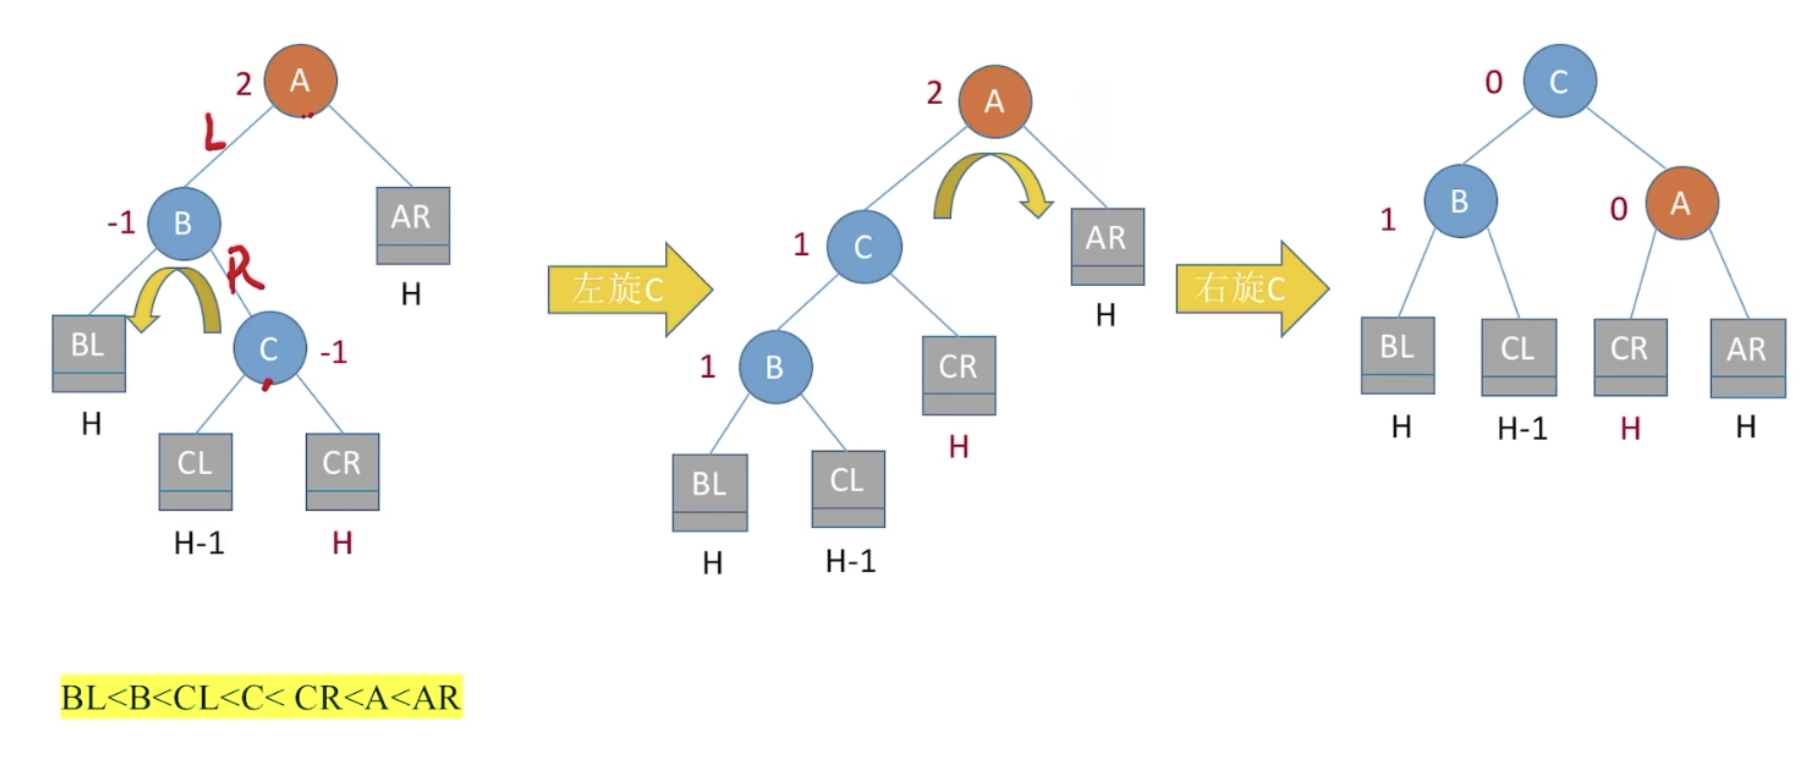 2 A
L
B -1
R
AR
H
BL
H
C -1
CL
H-1
CR
H
左旋C
2 A
1 C
AR
H
1 B
CR
H
BL
H
CL
H-1
右旋C
0 C
1 B
0 A
BL
H
CL
H-1
CR
H
AR
H
BL<B<CL<C< CR<A<AR